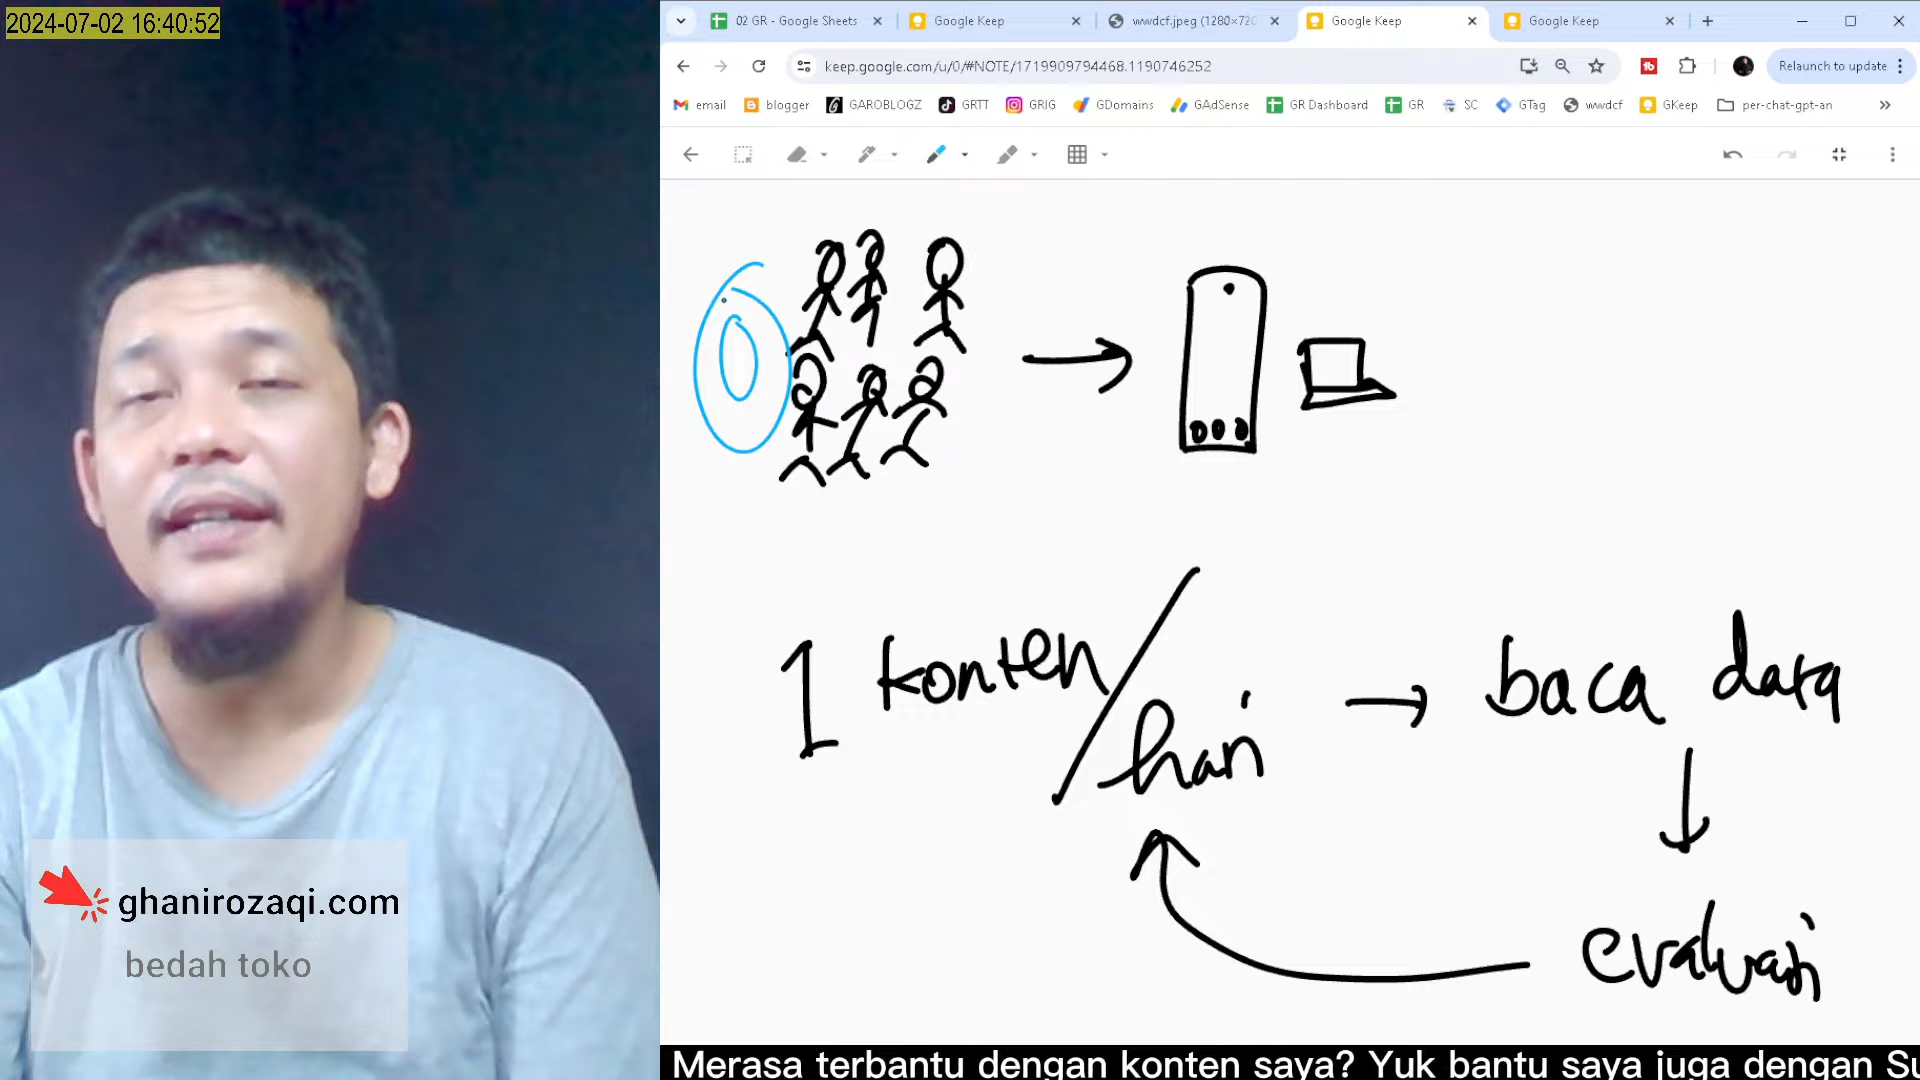 2024-07-02 16:40:52
02 GR - Google Sheets
Google Keep
wwdcf.jpeg (1280×720
Google Keep
Google Keep
keep.google.com/u/0/#NOTE/1719909794468.1190746252
Relaunch to update
email
blogger
GAROBLOGZ
GRTT
GRIG
GDomains
GAdSense
GR Dashboard
GR
SC
GTag
wwdcf
GKeep
per-chat-gpt-an
1 konten/hari → baca data
evaluasi
ghanirozaqi.com
bedah toko
Merasa terbantu dengan konten saya? Yuk bantu saya juga dengan Su